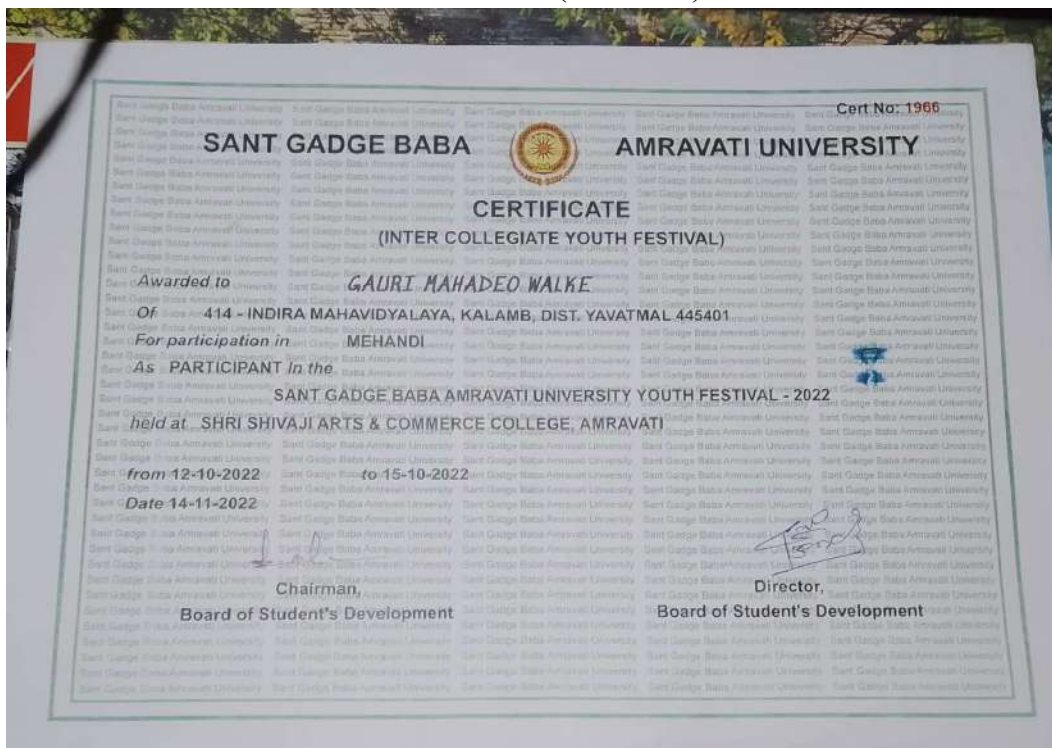 Cert No: 1966
SANT GADGE BABA AMRAVATI UNIVERSITY
CERTIFICATE
(INTER COLLEGIATE YOUTH FESTIVAL)
Awarded to GAURI MAHADEO WALKE
Of 414 - INDIRA MAHAVIDYALAYA, KALAMB, DIST. YAVATMAL 445401
For participation in MEHANDI
As PARTICIPANT In the
SANT GADGE BABA AMRAVATI UNIVERSITY YOUTH FESTIVAL - 2022
held at SHRI SHIVAJI ARTS & COMMERCE COLLEGE, AMRAVATI
from 12-10-2022 to 15-10-2022
Date 14-11-2022
Chairman, Director,
Board of Student's Development Board of Student's Development